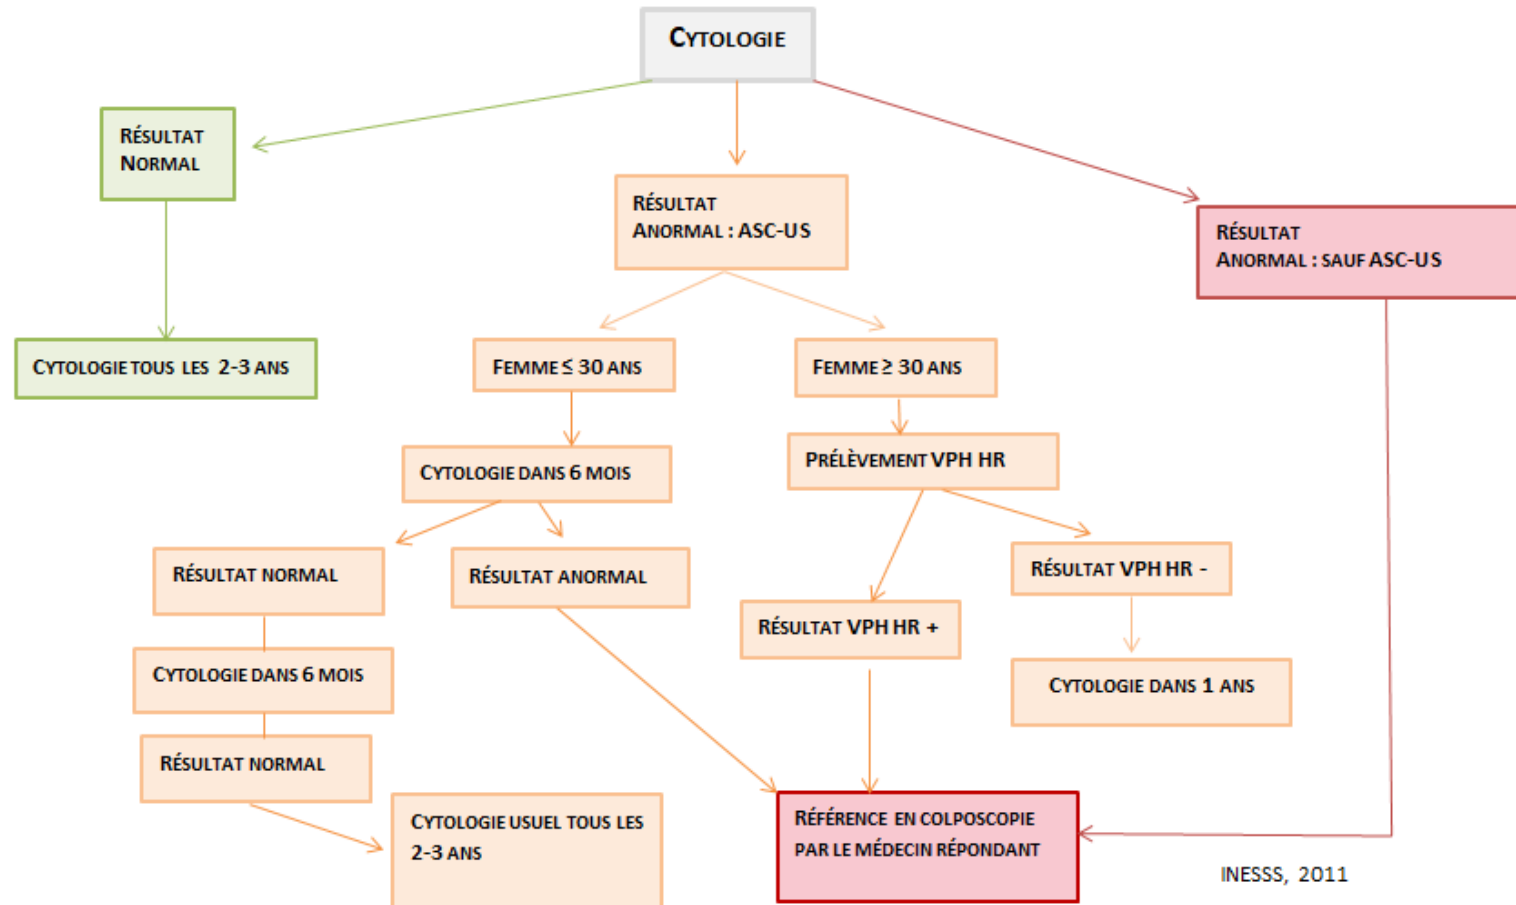 CYTOLOGIE
RÉSULTAT
NORMAL
RÉSULTAT
ANORMAL : ASC-US
RÉSULTAT
ANORMAL : SAUF ASC-US
CYTOLOGIE TOUS LES 2-3 ANS
FEMME ≤ 30 ANS
FEMME ≥ 30 ANS
CYTOLOGIE DANS 6 MOIS
PRÉLÈVEMENT VPH HR
RÉSULTAT NORMAL
RÉSULTAT ANORMAL
RÉSULTAT VPH HR +
RÉSULTAT VPH HR -
CYTOLOGIE DANS 6 MOIS
CYTOLOGIE DANS 1 ANS
RÉSULTAT NORMAL
CYTOLOGIE USUEL TOUS LES
2-3 ANS
RÉFÉRENCE EN COLPOSCOPIE
PAR LE MÉDECIN RÉPONDANT
INESSS, 2011